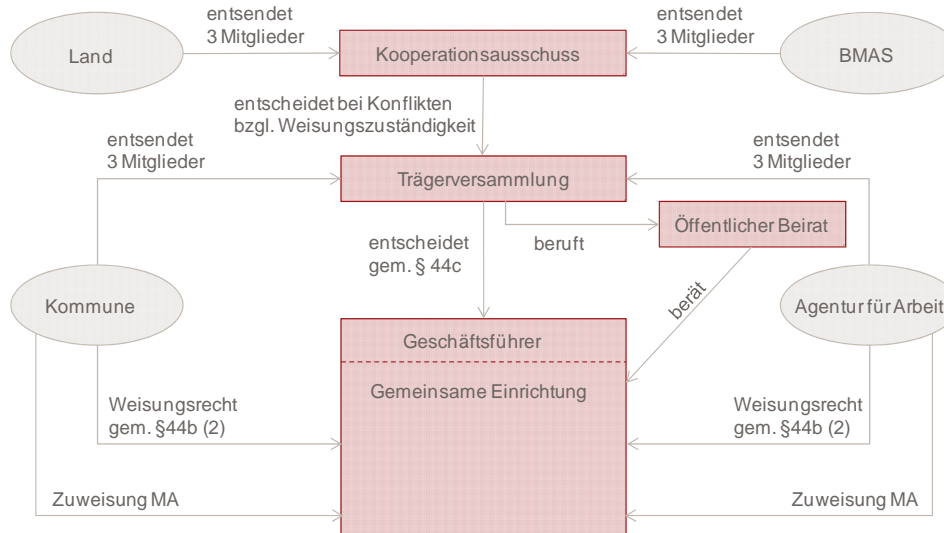 entsendet
3 Mitglieder
entsendet
3 Mitglieder
Land
Kooperationsausschuss
BMAS
entscheidet bei Konflikten
bzgl. Weisungszuständigkeit
entsendet
3 Mitglieder
entsendet
3 Mitglieder
Trägerversammlung
Öffentlicher Beirat
beruft
entscheidet
gem. § 44c
berät
Kommune
Agentur für Arbeit
Geschäftsführer
Gemeinsame Einrichtung
Weisungsrecht
gem. §44b (2)
Weisungsrecht
gem. §44b (2)
Zuweisung MA
Zuweisung MA